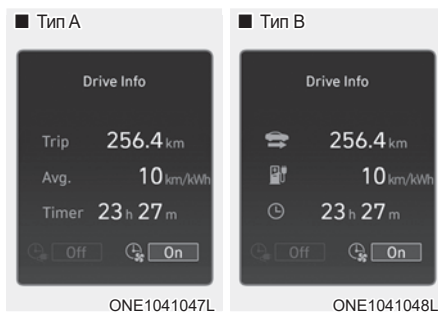 ■ Тип A
Drive Info
Trip 256.4 km
Avg. 10 km/kWh
Timer 23 h 27 m
Off On
ONE1041047L
■ Тип B
Drive Info
256.4 km
10 km/kWh
23 h 27 m
Off On
ONE1041048L